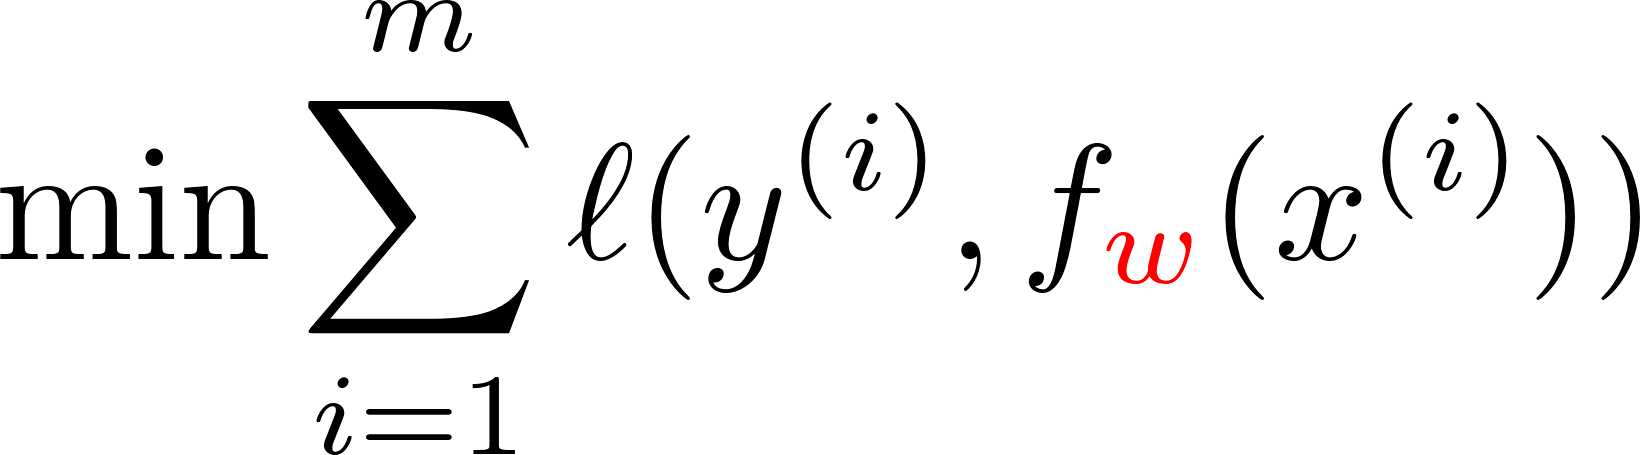 min ∑_{i=1}^{m} ℓ(y^{(i)}, f_w(x^{(i)}))